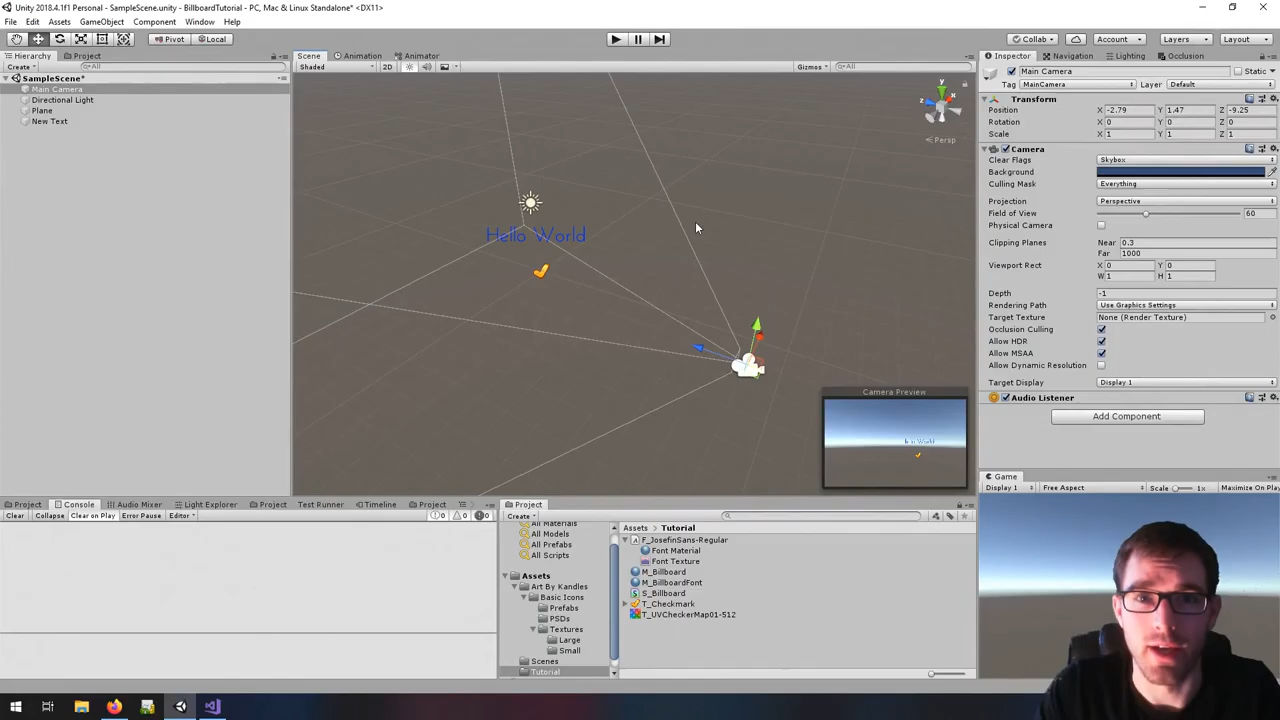 Unity 2018.4.1f1 Personal - SampleScene.unity - BillboardTutorial - PC, Mac & Linux Standalone* <DX11>
File Edit Assets GameObject Component Window Help
Pivot Local Collab Account Layers Layout
Hierarchy Project
Create All
SampleScene*
Main Camera
Directional Light
Plane
New Text
Scene Animation Animator
Shaded 2D Gizmos All
y
x
z
Persp
Hello World
Camera Preview
Inspector Navigation Lighting Occlusion
Main Camera Static
Tag MainCamera Layer Default
Transform
Position X -2.79 Y 1.47 Z -9.25
Rotation X 0 Y 0 Z 0
Scale X 1 Y 1 Z 1
Camera
Clear Flags Skybox
Background
Culling Mask Everything
Projection Perspective
Field of View 60
Physical Camera
Clipping Planes Near 0.3
Far 1000
Viewport Rect X 0 Y 0
W 1 H 1
Depth -1
Rendering Path Use Graphics Settings
Target Texture None (Render Texture)
Occlusion Culling
Allow HDR
Allow MSAA
Allow Dynamic Resolution
Target Display Display 1
Audio Listener
Add Component
Game
Display 1 Free Aspect Scale 1x Maximize On Play
Project Console Audio Mixer Light Explorer Project Test Runner Timeline Project
Clear Collapse Clear on Play Error Pause Editor 0 0 0
Project
Create
All Materials
All Models
All Prefabs
All Scripts
Assets
Art By Kandles
Basic Icons
Prefabs
PSDs
Textures
Large
Small
Scenes
Tutorial
Assets Tutorial
F_JosefinSans-Regular
Font Material
Font Texture
M_Billboard
M_BillboardFont
S_Billboard
T_Checkmark
T_UVCheckerMap01-512